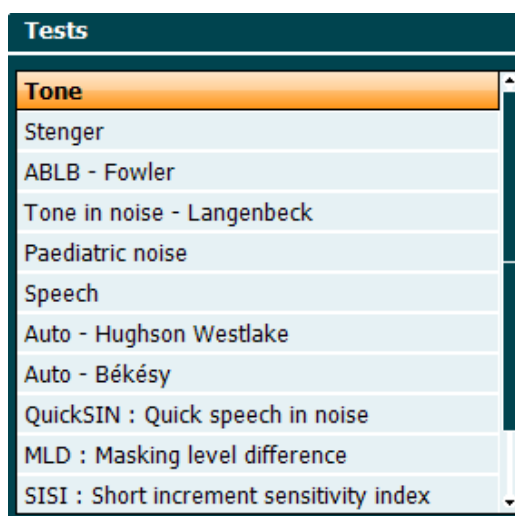 Tests
Tone
Stenger
ABLB - Fowler
Tone in noise - Langenbeck
Paediatric noise
Speech
Auto - Hughson Westlake
Auto - Békésy
QuickSIN : Quick speech in noise
MLD : Masking level difference
SISI : Short increment sensitivity index